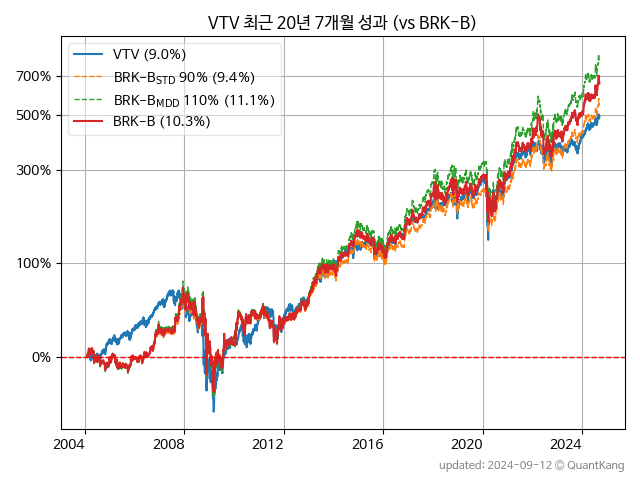 VTV 최근 20년 7개월 성과 (vs BRK-B)
VTV (9.0%)
BRK-B_STD 90% (9.4%)
BRK-B_MDD 110% (11.1%)
BRK-B (10.3%)
700%
500%
300%
100%
0%
2004 2008 2012 2016 2020 2024
updated: 2024-09-12 © QuantKang